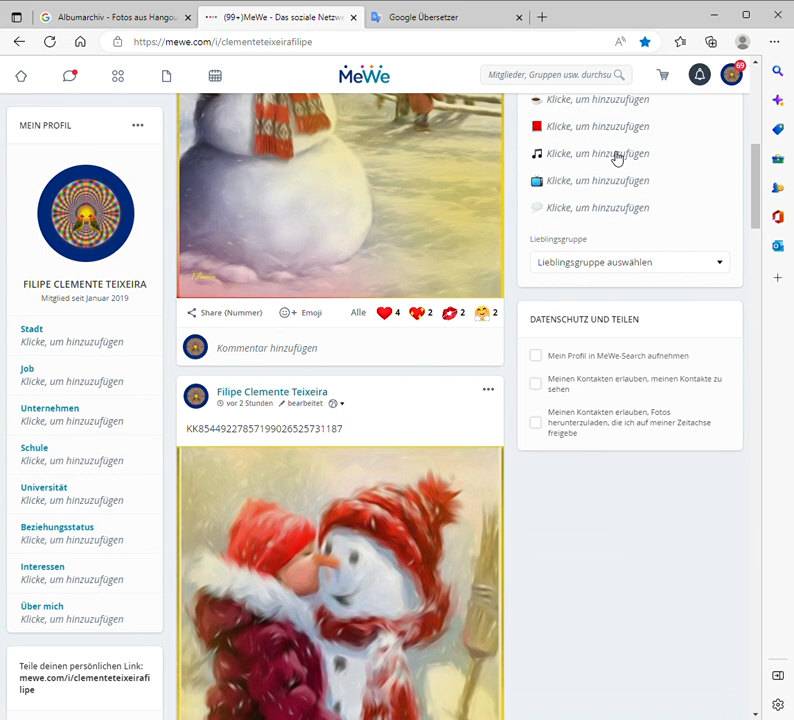 Albumarchiv - Fotos aus Hangou
(99+)MeWe - Das soziale Netzwe
Google Übersetzer
https://mewe.com/i/clementeteixeirafilipe
MeWe
Mitglieder, Gruppen usw. durchsu
69
MEIN PROFIL
FILIPE CLEMENTE TEIXEIRA
Mitglied seit Januar 2019
Stadt
Klicke, um hinzuzufügen
Job
Klicke, um hinzuzufügen
Unternehmen
Klicke, um hinzuzufügen
Schule
Klicke, um hinzuzufügen
Universität
Klicke, um hinzuzufügen
Beziehungsstatus
Klicke, um hinzuzufügen
Interessen
Klicke, um hinzuzufügen
Über mich
Klicke, um hinzuzufügen
Teile deinen persönlichen Link:
mewe.com/i/clementeteixeirafi
lipe
Share {Nummer}
Emoji
Alle
4
2
2
2
Kommentar hinzufügen
Filipe Clemente Teixeira
vor 2 Stunden bearbeitet
KK85449227857199026525731187
Klicke, um hinzuzufügen
Klicke, um hinzuzufügen
Klicke, um hinzuzufügen
Klicke, um hinzuzufügen
Klicke, um hinzuzufügen
Lieblingsgruppe
Lieblingsgruppe auswählen
DATENSCHUTZ UND TEILEN
Mein Profil in MeWe-Search aufnehmen
Meinen Kontakten erlauben, meinen Kontakte zu
sehen
Meinen Kontakten erlauben, Fotos
herunterzuladen, die ich auf meiner Zeitachse
freigebe